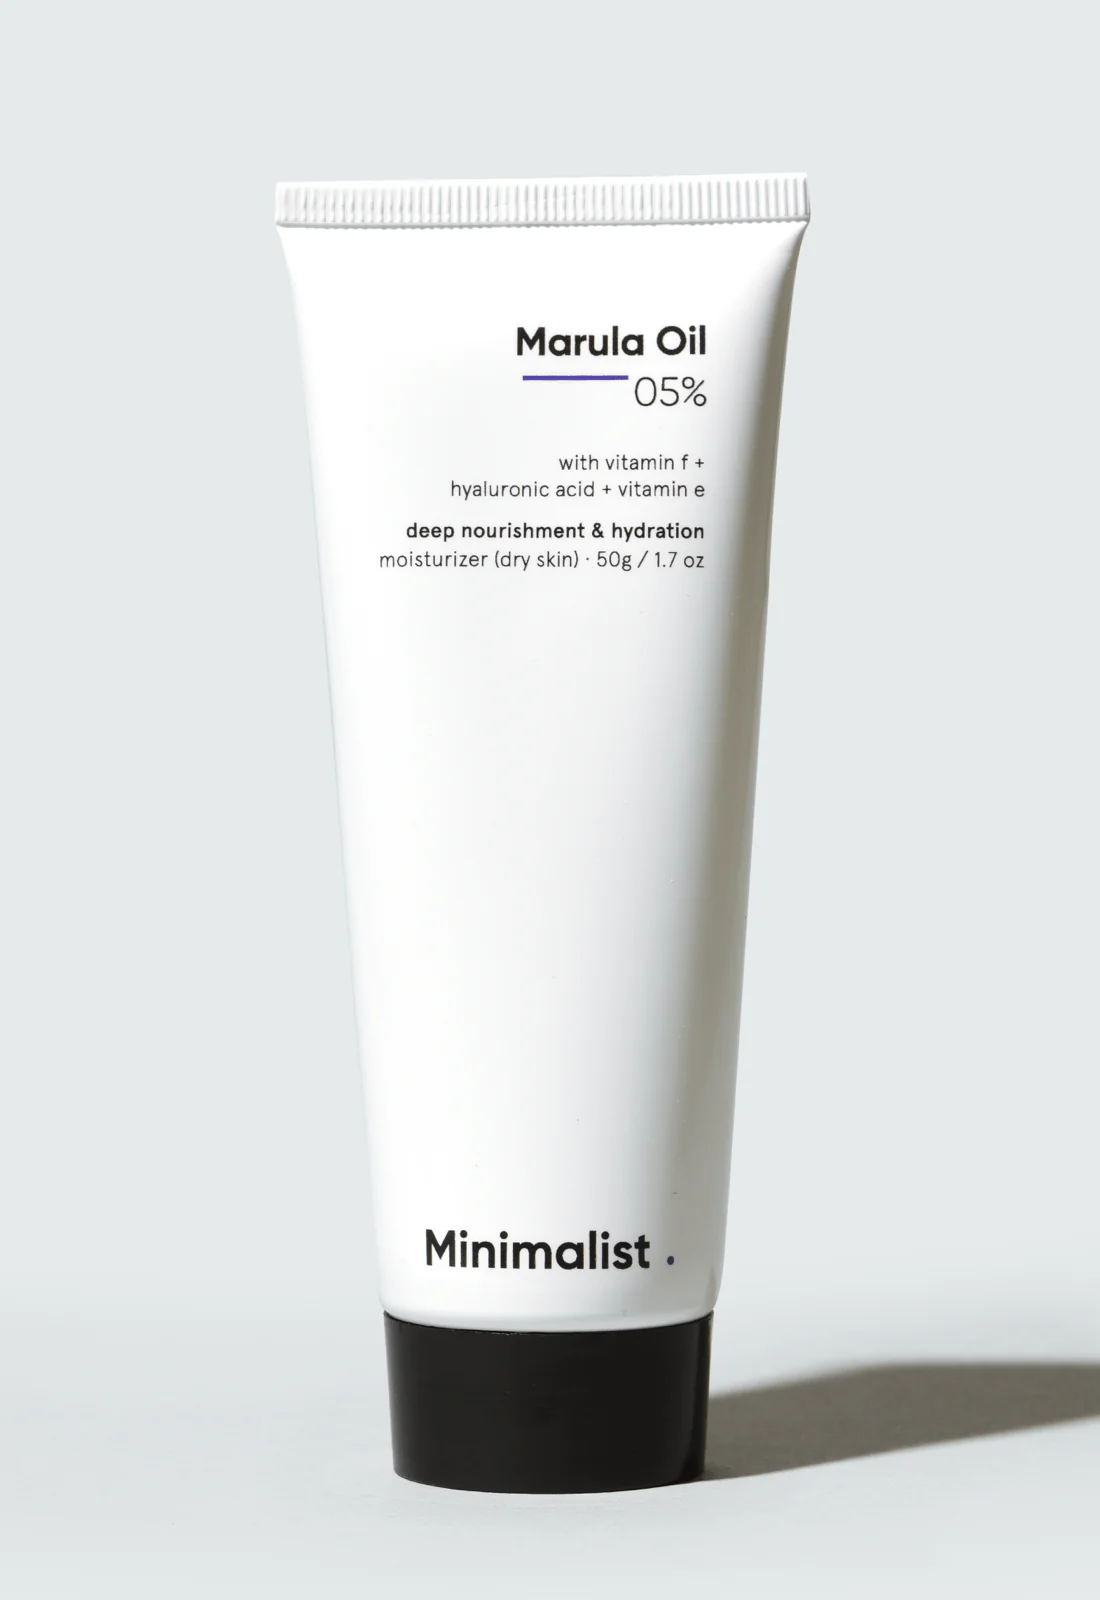 Marula Oil
05%
with vitamin f +
hyaluronic acid + vitamin e
deep nourishment & hydration
moisturizer (dry skin) · 50g / 1.7 oz
Minimalist .